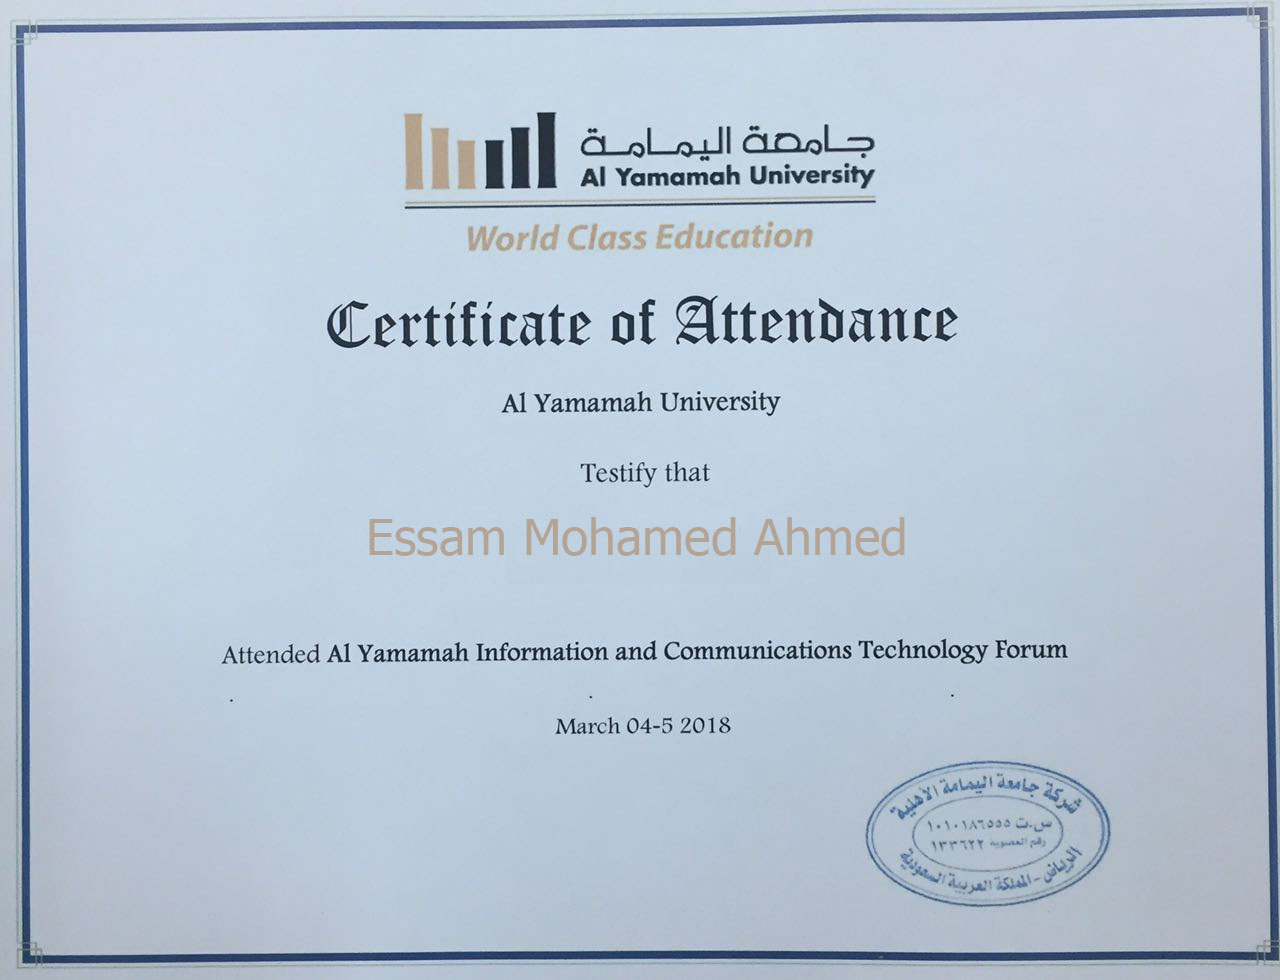 جامعة اليمامة
Al Yamamah University
World Class Education
Certificate of Attendance
Al Yamamah University
Testify that
Essam Mohamed Ahmed
Attended Al Yamamah Information and Communications Technology Forum
March 04-5 2018
شركة جامعة اليمامة الأهلية
س.ت ١٠١٠١٨٦٥٥٥
رقم العضوية ١٣٣٦٢٢
الرياض - المملكة العربية السعودية